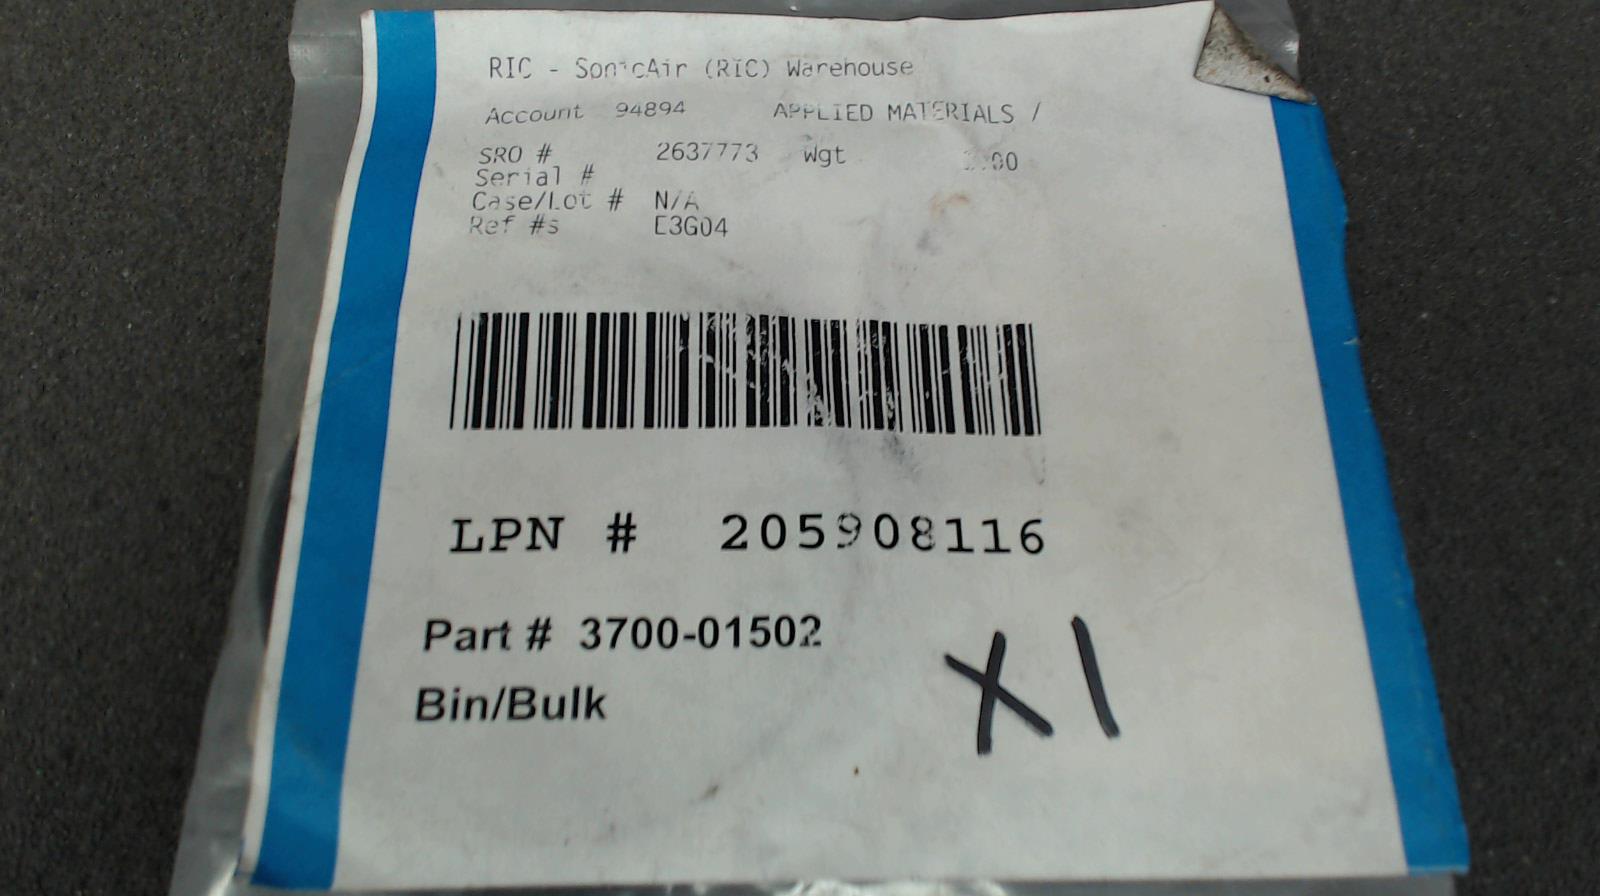 RIC - SonicAir (RIC) Warehouse
Account 94894 APPLIED MATERIALS /
SRO # 2637773 Wgt
Serial #
Case/Lot # N/A
Ref #s E3G04
LPN # 205908116
Part # 3700-01502
Bin/Bulk
X1